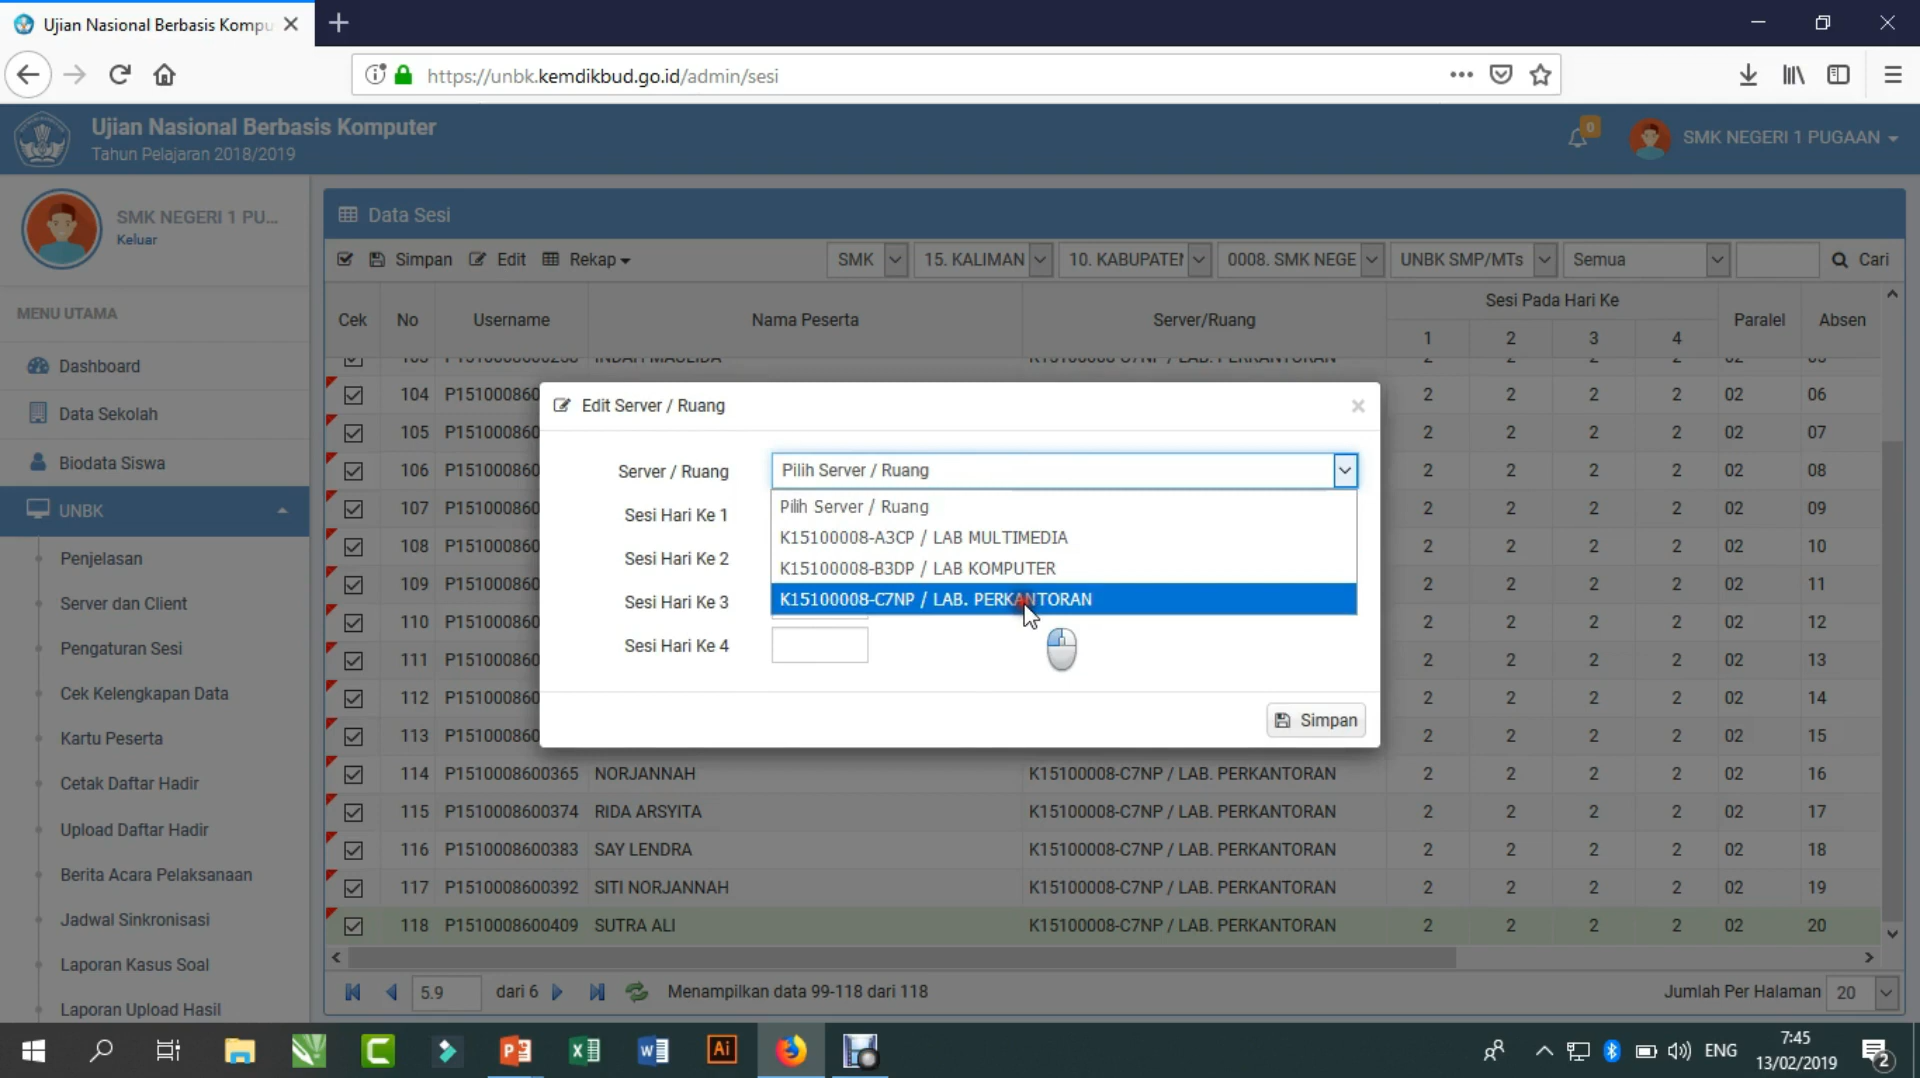 Ujian Nasional Berbasis Kompu
https://unbk.kemdikbud.go.id/admin/sesi
Ujian Nasional Berbasis Komputer
Tahun Pelajaran 2018/2019
0
SMK NEGERI 1 PUGAAN
SMK NEGERI 1 PU...
Keluar
MENU UTAMA
Dashboard
Data Sekolah
Biodata Siswa
UNBK
Penjelasan
Server dan Client
Pengaturan Sesi
Cek Kelengkapan Data
Kartu Peserta
Cetak Daftar Hadir
Upload Daftar Hadir
Berita Acara Pelaksanaan
Jadwal Sinkronisasi
Laporan Kasus Soal
Laporan Upload Hasil
Data Sesi
Simpan Edit Rekap SMK 15. KALIMAN 10. KABUPATE 0008. SMK NEGE UNBK SMP/MTs Semua Cari
Cek No Username Nama Peserta Server/Ruang Sesi Pada Hari Ke Paralel Absen
1 2 3 4
104 P15100086 2 2 2 2 02 06
105 P15100086 2 2 2 2 02 07
106 P15100086 2 2 2 2 02 08
107 P15100086 2 2 2 2 02 09
108 P15100086 2 2 2 2 02 10
109 P15100086 2 2 2 2 02 11
110 P15100086 2 2 2 2 02 12
111 P15100086 2 2 2 2 02 13
112 P15100086 2 2 2 2 02 14
113 P15100086 2 2 2 2 02 15
114 P1510008600365 NORJANNAH K15100008-C7NP / LAB. PERKANTORAN 2 2 2 2 02 16
115 P1510008600374 RIDA ARSYITA K15100008-C7NP / LAB. PERKANTORAN 2 2 2 2 02 17
116 P1510008600383 SAY LENDRA K15100008-C7NP / LAB. PERKANTORAN 2 2 2 2 02 18
117 P1510008600392 SITI NORJANNAH K15100008-C7NP / LAB. PERKANTORAN 2 2 2 2 02 19
118 P1510008600409 SUTRA ALI K15100008-C7NP / LAB. PERKANTORAN 2 2 2 2 02 20
5.9 dari 6 Menampilkan data 99-118 dari 118 Jumlah Per Halaman 20
Edit Server / Ruang
Server / Ruang Pilih Server / Ruang
Pilih Server / Ruang
K15100008-A3CP / LAB MULTIMEDIA
K15100008-B3DP / LAB KOMPUTER
K15100008-C7NP / LAB. PERKANTORAN
Sesi Hari Ke 1
Sesi Hari Ke 2
Sesi Hari Ke 3
Sesi Hari Ke 4
Simpan
Ai
ENG
7:45
13/02/2019
2